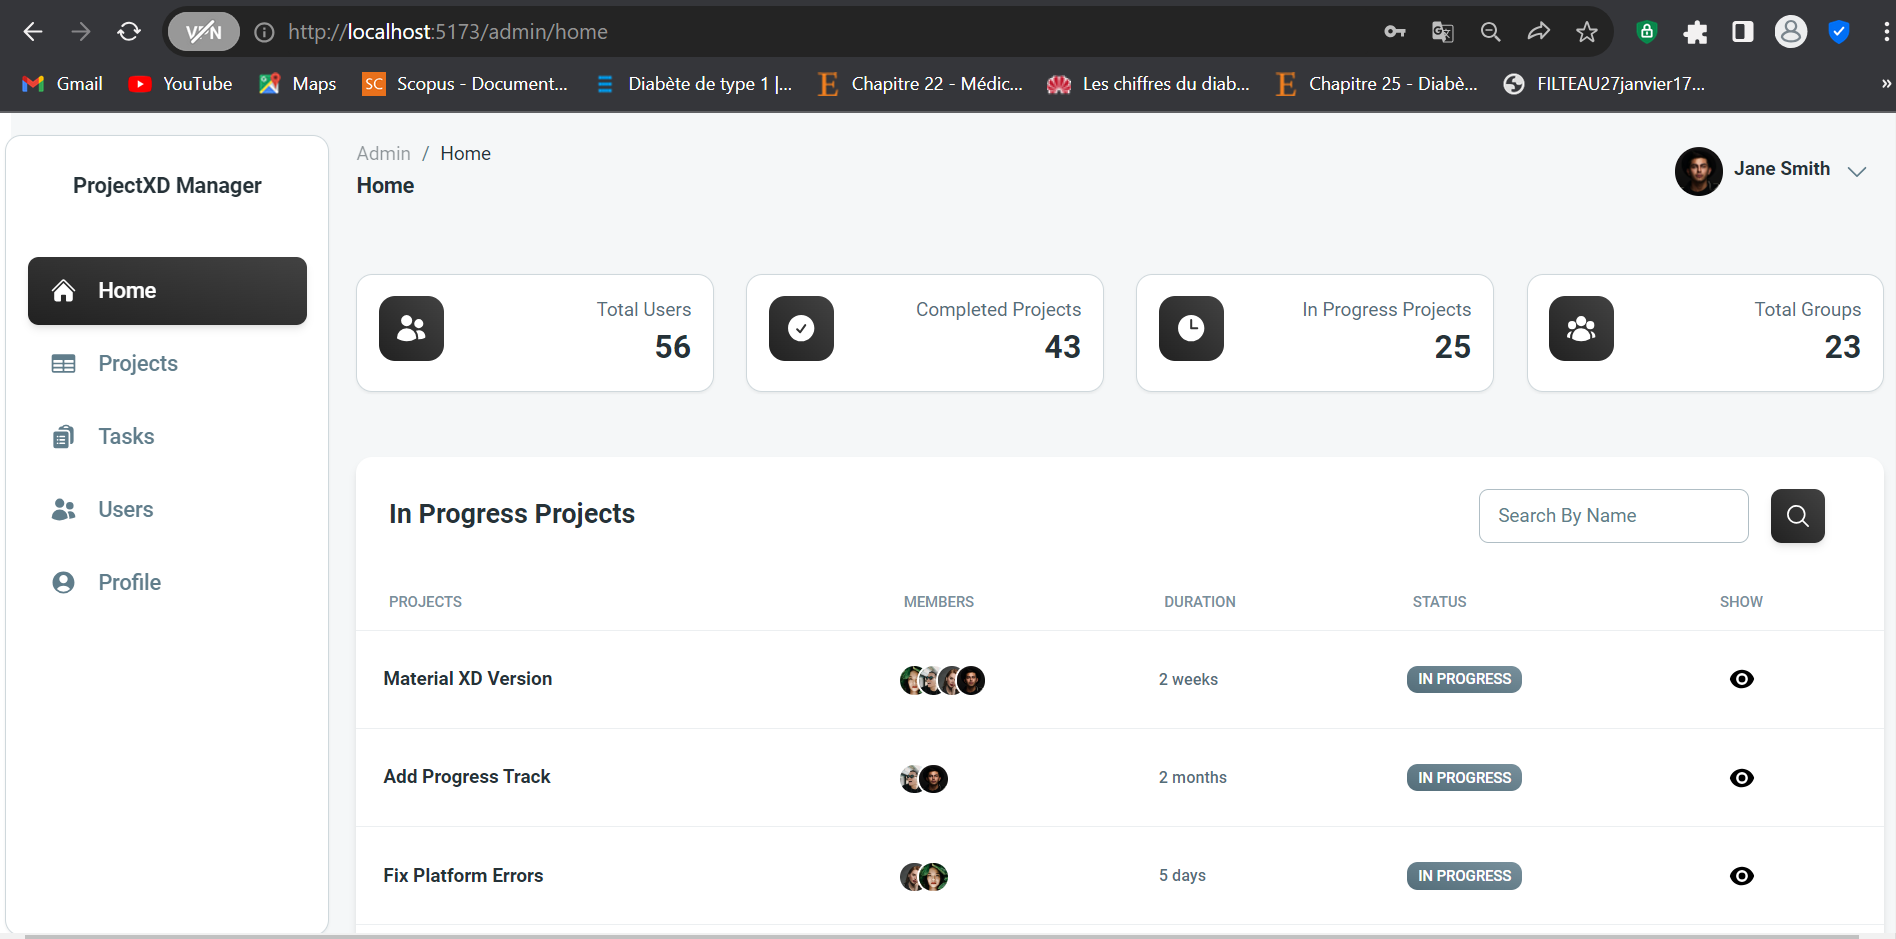 VPN
http://localhost:5173/admin/home
Gmail
YouTube
Maps
SC
Scopus - Document...
Diabète de type 1 |...
E
Chapitre 22 - Médic...
Les chiffres du diab...
E
Chapitre 25 - Diabè...
FILTEAU27janvier17...
»
ProjectXD Manager
Home
Projects
Tasks
Users
Profile
Admin / Home
Home
Jane Smith
Total Users
56
Completed Projects
43
In Progress Projects
25
Total Groups
23
In Progress Projects
Search By Name
PROJECTS MEMBERS DURATION STATUS SHOW
Material XD Version 2 weeks IN PROGRESS
Add Progress Track 2 months IN PROGRESS
Fix Platform Errors 5 days IN PROGRESS